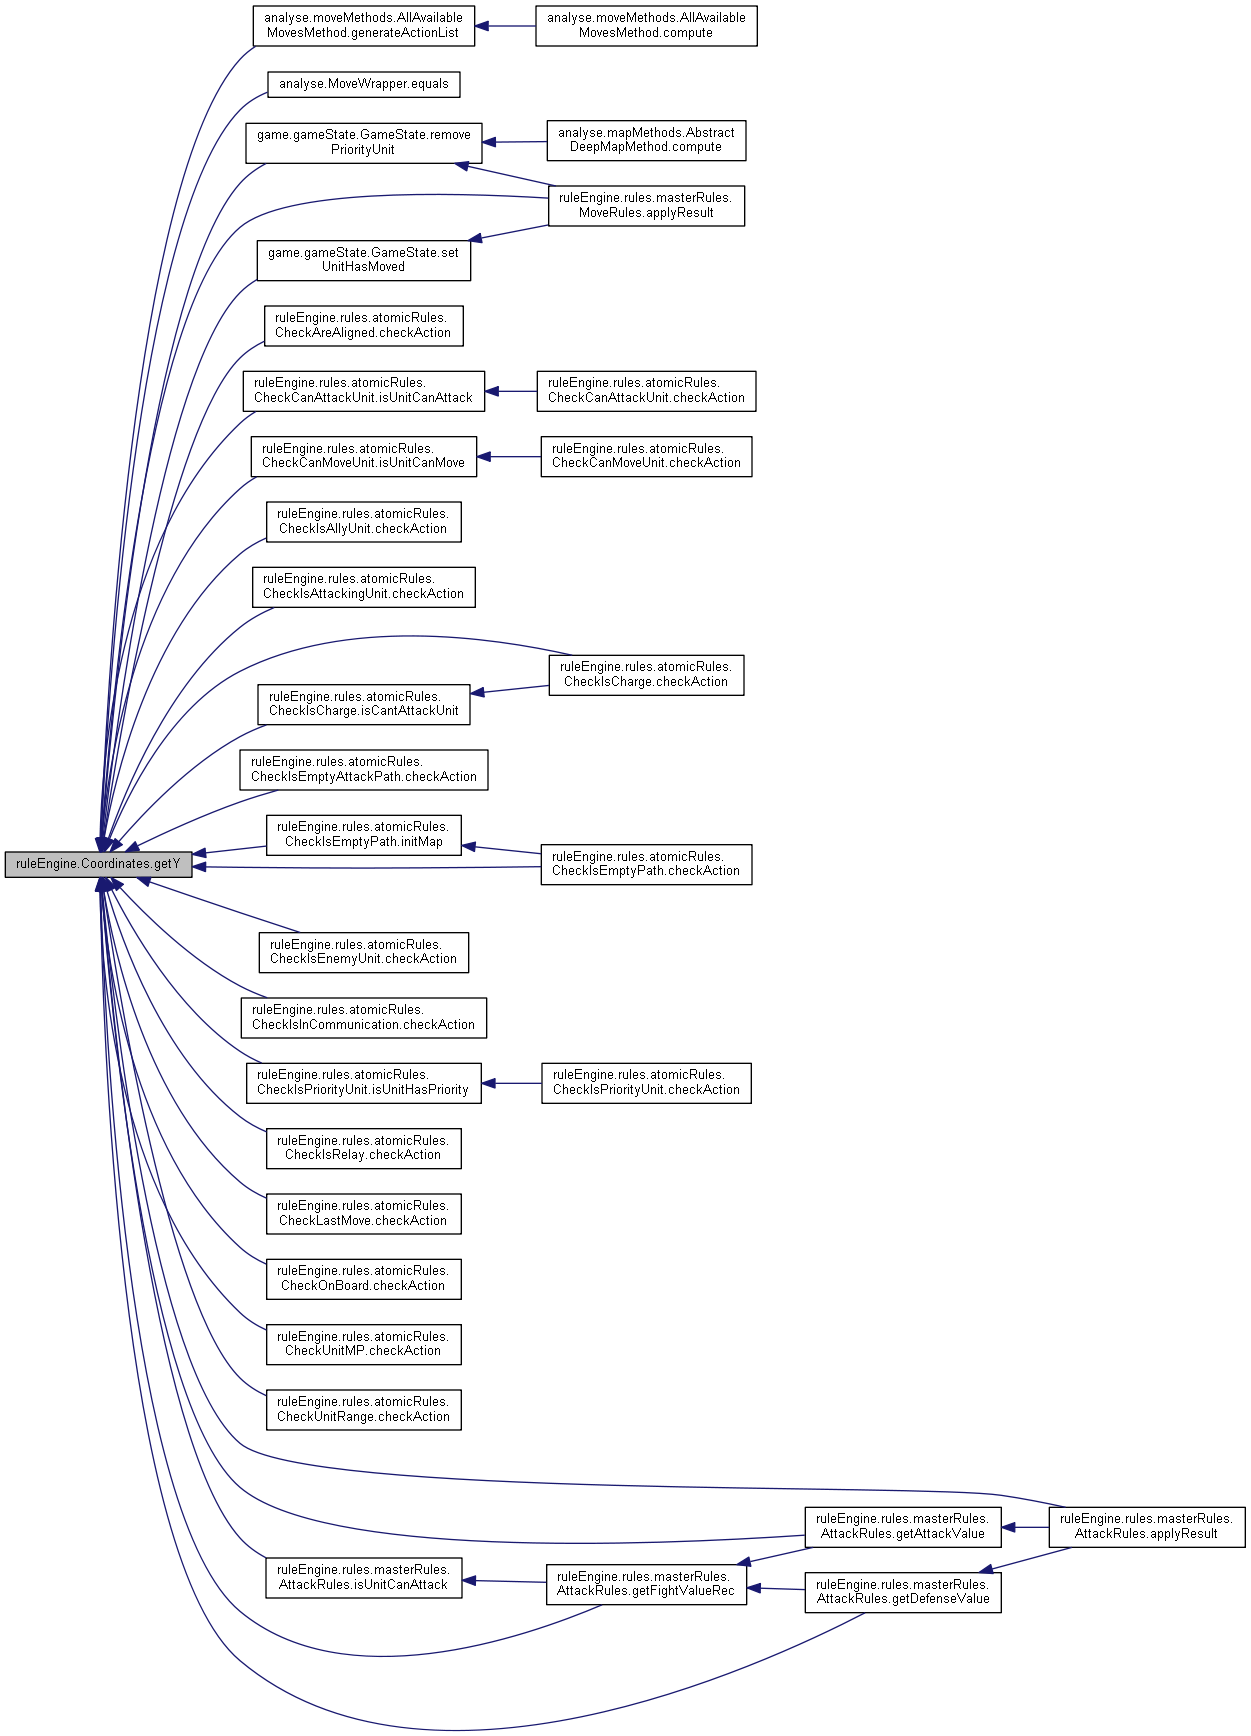 analyse.moveMethods.AllAvailable
MovesMethod.generateActionList
analyse.moveMethods.AllAvailable
MovesMethod.compute
analyse.MoveWrapper.equals
game.gameState.GameState.remove
PriorityUnit
analyse.mapMethods.Abstract
DeepMapMethod.compute
ruleEngine.rules.masterRules.
MoveRules.applyResult
game.gameState.GameState.set
UnitHasMoved
ruleEngine.rules.atomicRules.
CheckAreAligned.checkAction
ruleEngine.rules.atomicRules.
CheckCanAttackUnit.isUnitCanAttack
ruleEngine.rules.atomicRules.
CheckCanAttackUnit.checkAction
ruleEngine.rules.atomicRules.
CheckCanMoveUnit.isUnitCanMove
ruleEngine.rules.atomicRules.
CheckCanMoveUnit.checkAction
ruleEngine.rules.atomicRules.
CheckIsAllyUnit.checkAction
ruleEngine.rules.atomicRules.
CheckIsAttackingUnit.checkAction
ruleEngine.rules.atomicRules.
CheckIsCharge.checkAction
ruleEngine.rules.atomicRules.
CheckIsCharge.isCantAttackUnit
ruleEngine.rules.atomicRules.
CheckIsEmptyAttackPath.checkAction
ruleEngine.rules.atomicRules.
CheckIsEmptyPath.initMap
ruleEngine.rules.atomicRules.
CheckIsEmptyPath.checkAction
ruleEngine.Coordinates.getY
ruleEngine.rules.atomicRules.
CheckIsEnemyUnit.checkAction
ruleEngine.rules.atomicRules.
CheckIsInCommunication.checkAction
ruleEngine.rules.atomicRules.
CheckIsPriorityUnit.isUnitHasPriority
ruleEngine.rules.atomicRules.
CheckIsPriorityUnit.checkAction
ruleEngine.rules.atomicRules.
CheckIsRelay.checkAction
ruleEngine.rules.atomicRules.
CheckLastMove.checkAction
ruleEngine.rules.atomicRules.
CheckOnBoard.checkAction
ruleEngine.rules.atomicRules.
CheckUnitMP.checkAction
ruleEngine.rules.atomicRules.
CheckUnitRange.checkAction
ruleEngine.rules.masterRules.
AttackRules.getAttackValue
ruleEngine.rules.masterRules.
AttackRules.applyResult
ruleEngine.rules.masterRules.
AttackRules.isUnitCanAttack
ruleEngine.rules.masterRules.
AttackRules.getFightValueRec
ruleEngine.rules.masterRules.
AttackRules.getDefenseValue